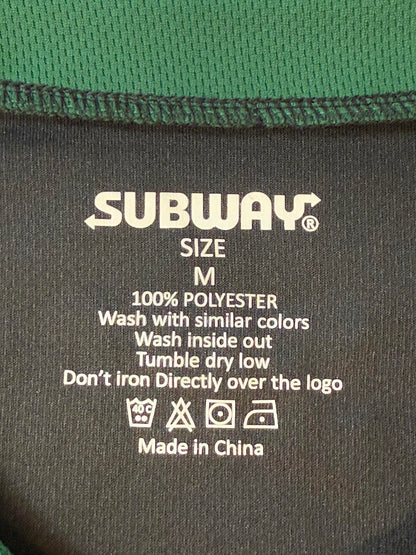 SUBWAY®
SIZE
M
100% POLYESTER
Wash with similar colors
Wash inside out
Tumble dry low
Don't iron Directly over the logo
40 C
Made in China